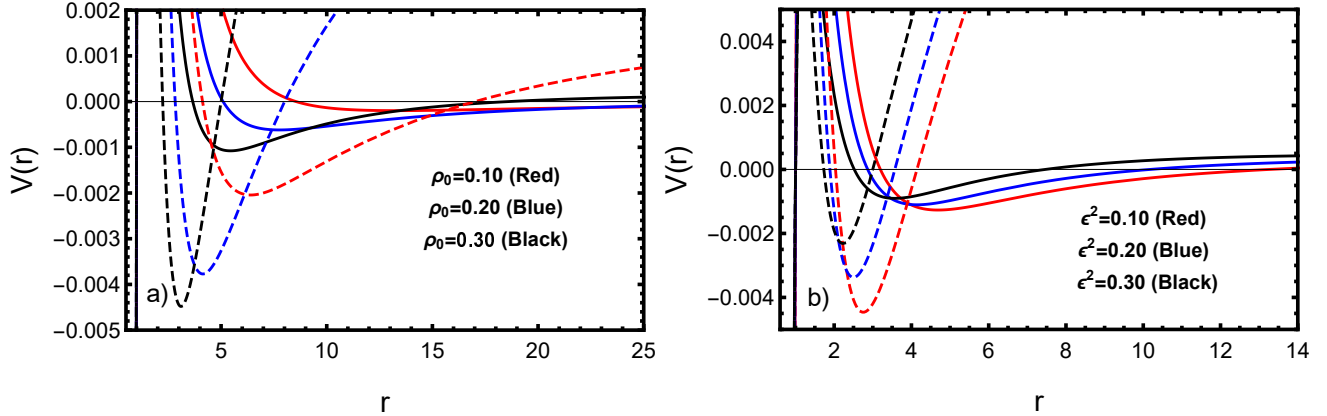 0.002
0.001
0.000
−0.001
−0.002
−0.003
−0.004
−0.005
V(r)
ρ₀=0.10 (Red)
ρ₀=0.20 (Blue)
ρ₀=0.30 (Black)
a)
5 10 15 20 25
r
0.004
0.002
0.000
−0.002
−0.004
V(r)
ϵ²=0.10 (Red)
ϵ²=0.20 (Blue)
ϵ²=0.30 (Black)
b)
2 4 6 8 10 12 14
r